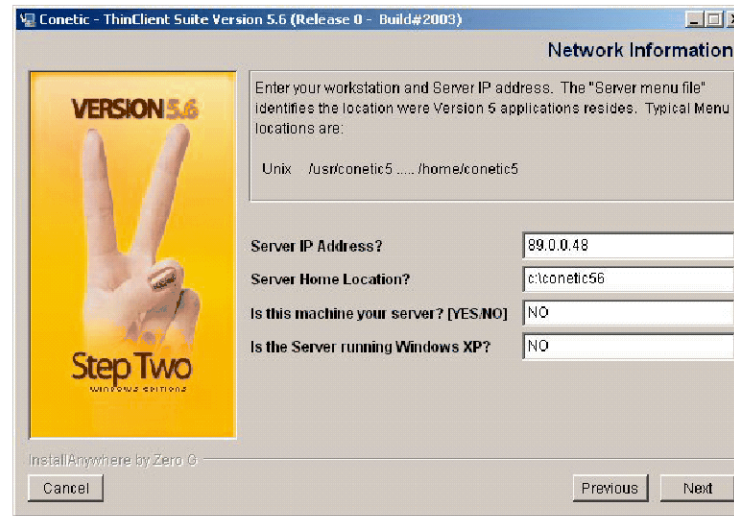 Conetic - ThinClient Suite Version 5.6 (Release 0 - Build#2003)
Network Information
VERSION 5.6
Step Two
WINDOWS EDITIONS
Enter your workstation and Server IP address. The "Server menu file"
identifies the location were Version 5 applications resides. Typical Menu
locations are:
Unix /usr/conetic5 ..... /home/conetic5
Server IP Address?
89.0.0.48
Server Home Location?
c:\conetic56
Is this machine your server? [YES/NO]
NO
Is the Server running Windows XP?
NO
InstallAnywhere by Zero G
Cancel
Previous
Next